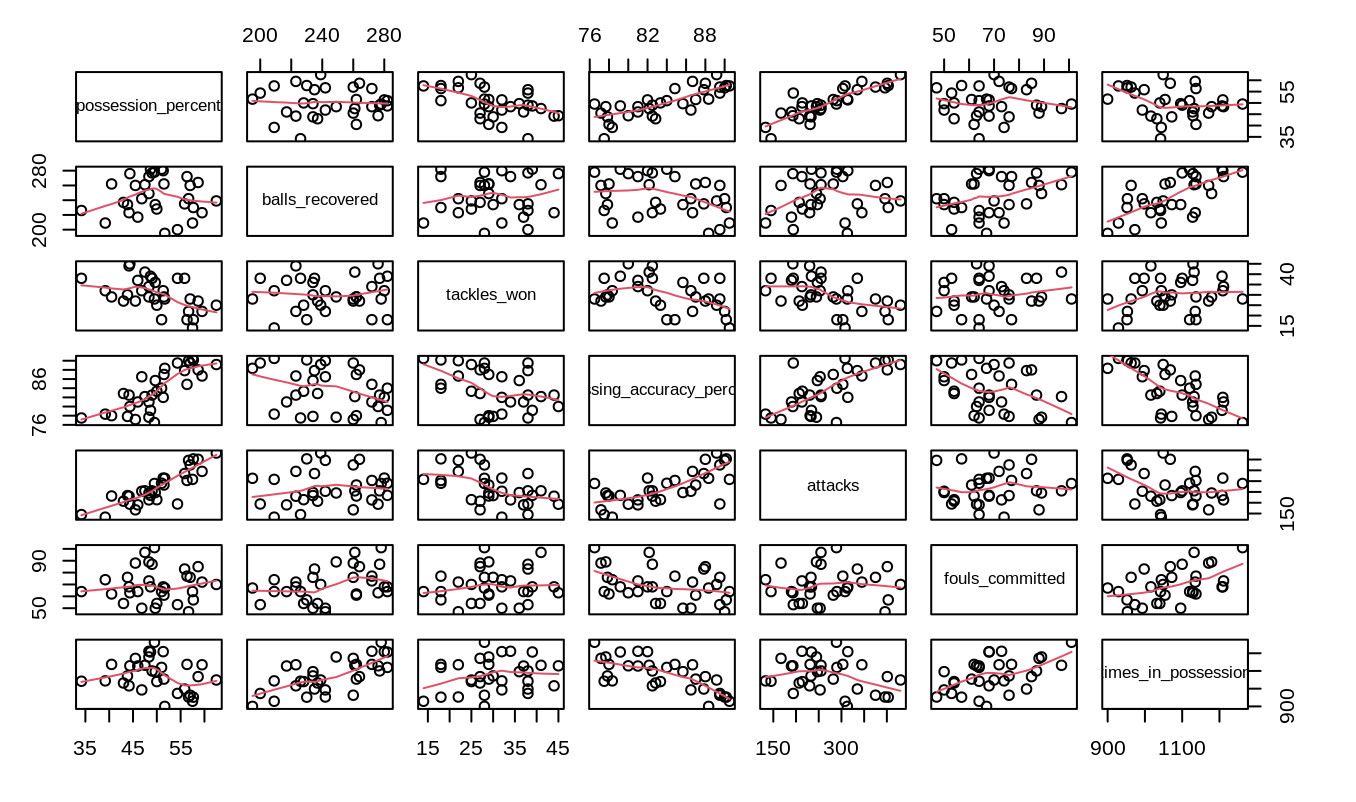 200 240 280 76 82 88 50 70 90
possession_percent
35 55
200 280
balls_recovered
tackles_won
15 40
76 86
ssing_accuracy_perc
attacks
150
50 90
fouls_committed
imes_in_possession
900
35 45 55 15 25 35 45 150 300 900 1100